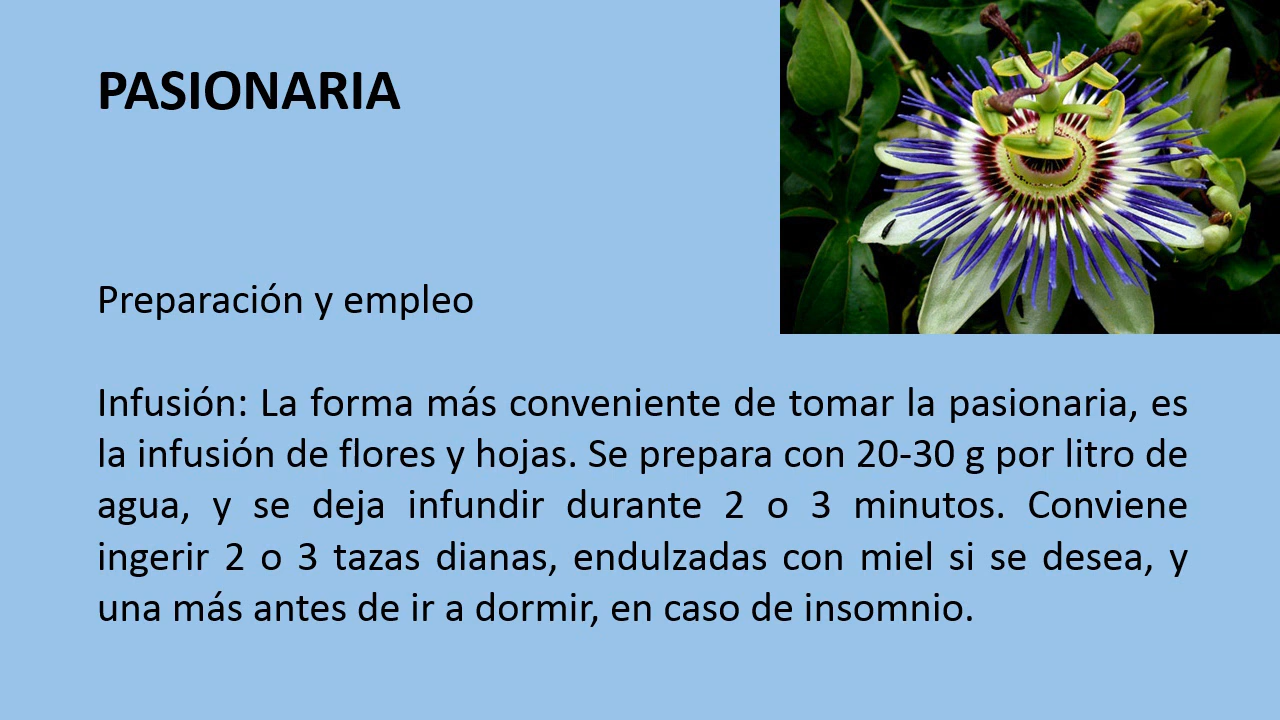 PASIONARIA
Preparación y empleo
Infusión: La forma más conveniente de tomar la pasionaria, es
la infusión de flores y hojas. Se prepara con 20-30 g por litro de
agua, y se deja infundir durante 2 o 3 minutos. Conviene
ingerir 2 o 3 tazas dianas, endulzadas con miel si se desea, y
una más antes de ir a dormir, en caso de insomnio.